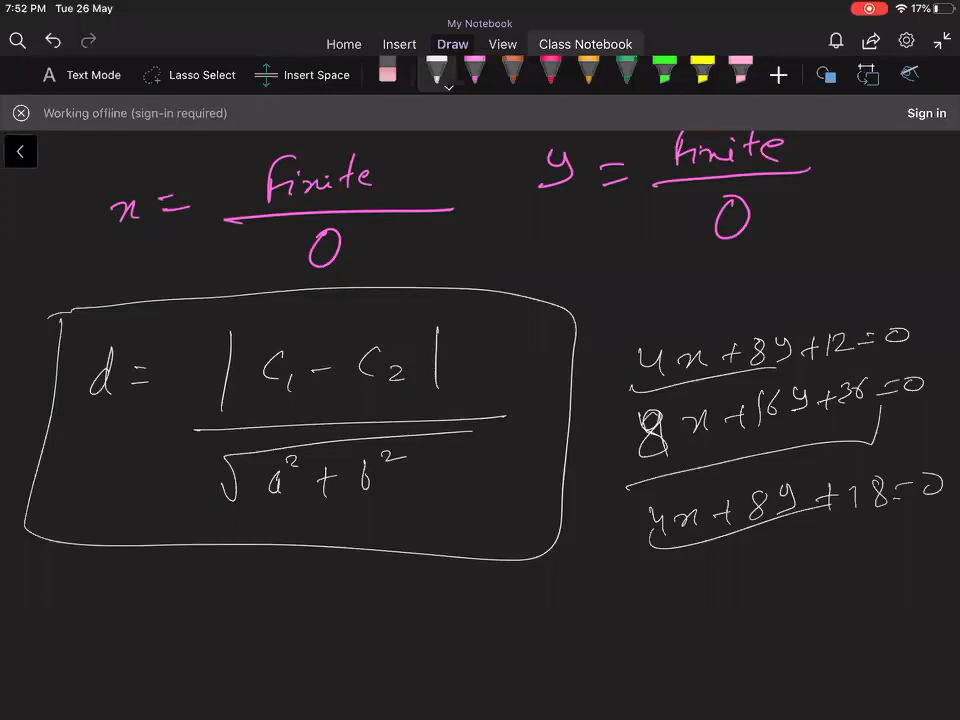 7:52 PM Tue 26 May
17%
My Notebook
Home Insert Draw View Class Notebook
Text Mode Lasso Select Insert Space
Working offline (sign-in required) Sign in
x = finite / 0 y = finite / 0
d = | C₁ - C₂ | / √a² + b²
4x + 8y + 12 = 0
8x + 16y + 36 = 0
4x + 8y + 18 = 0